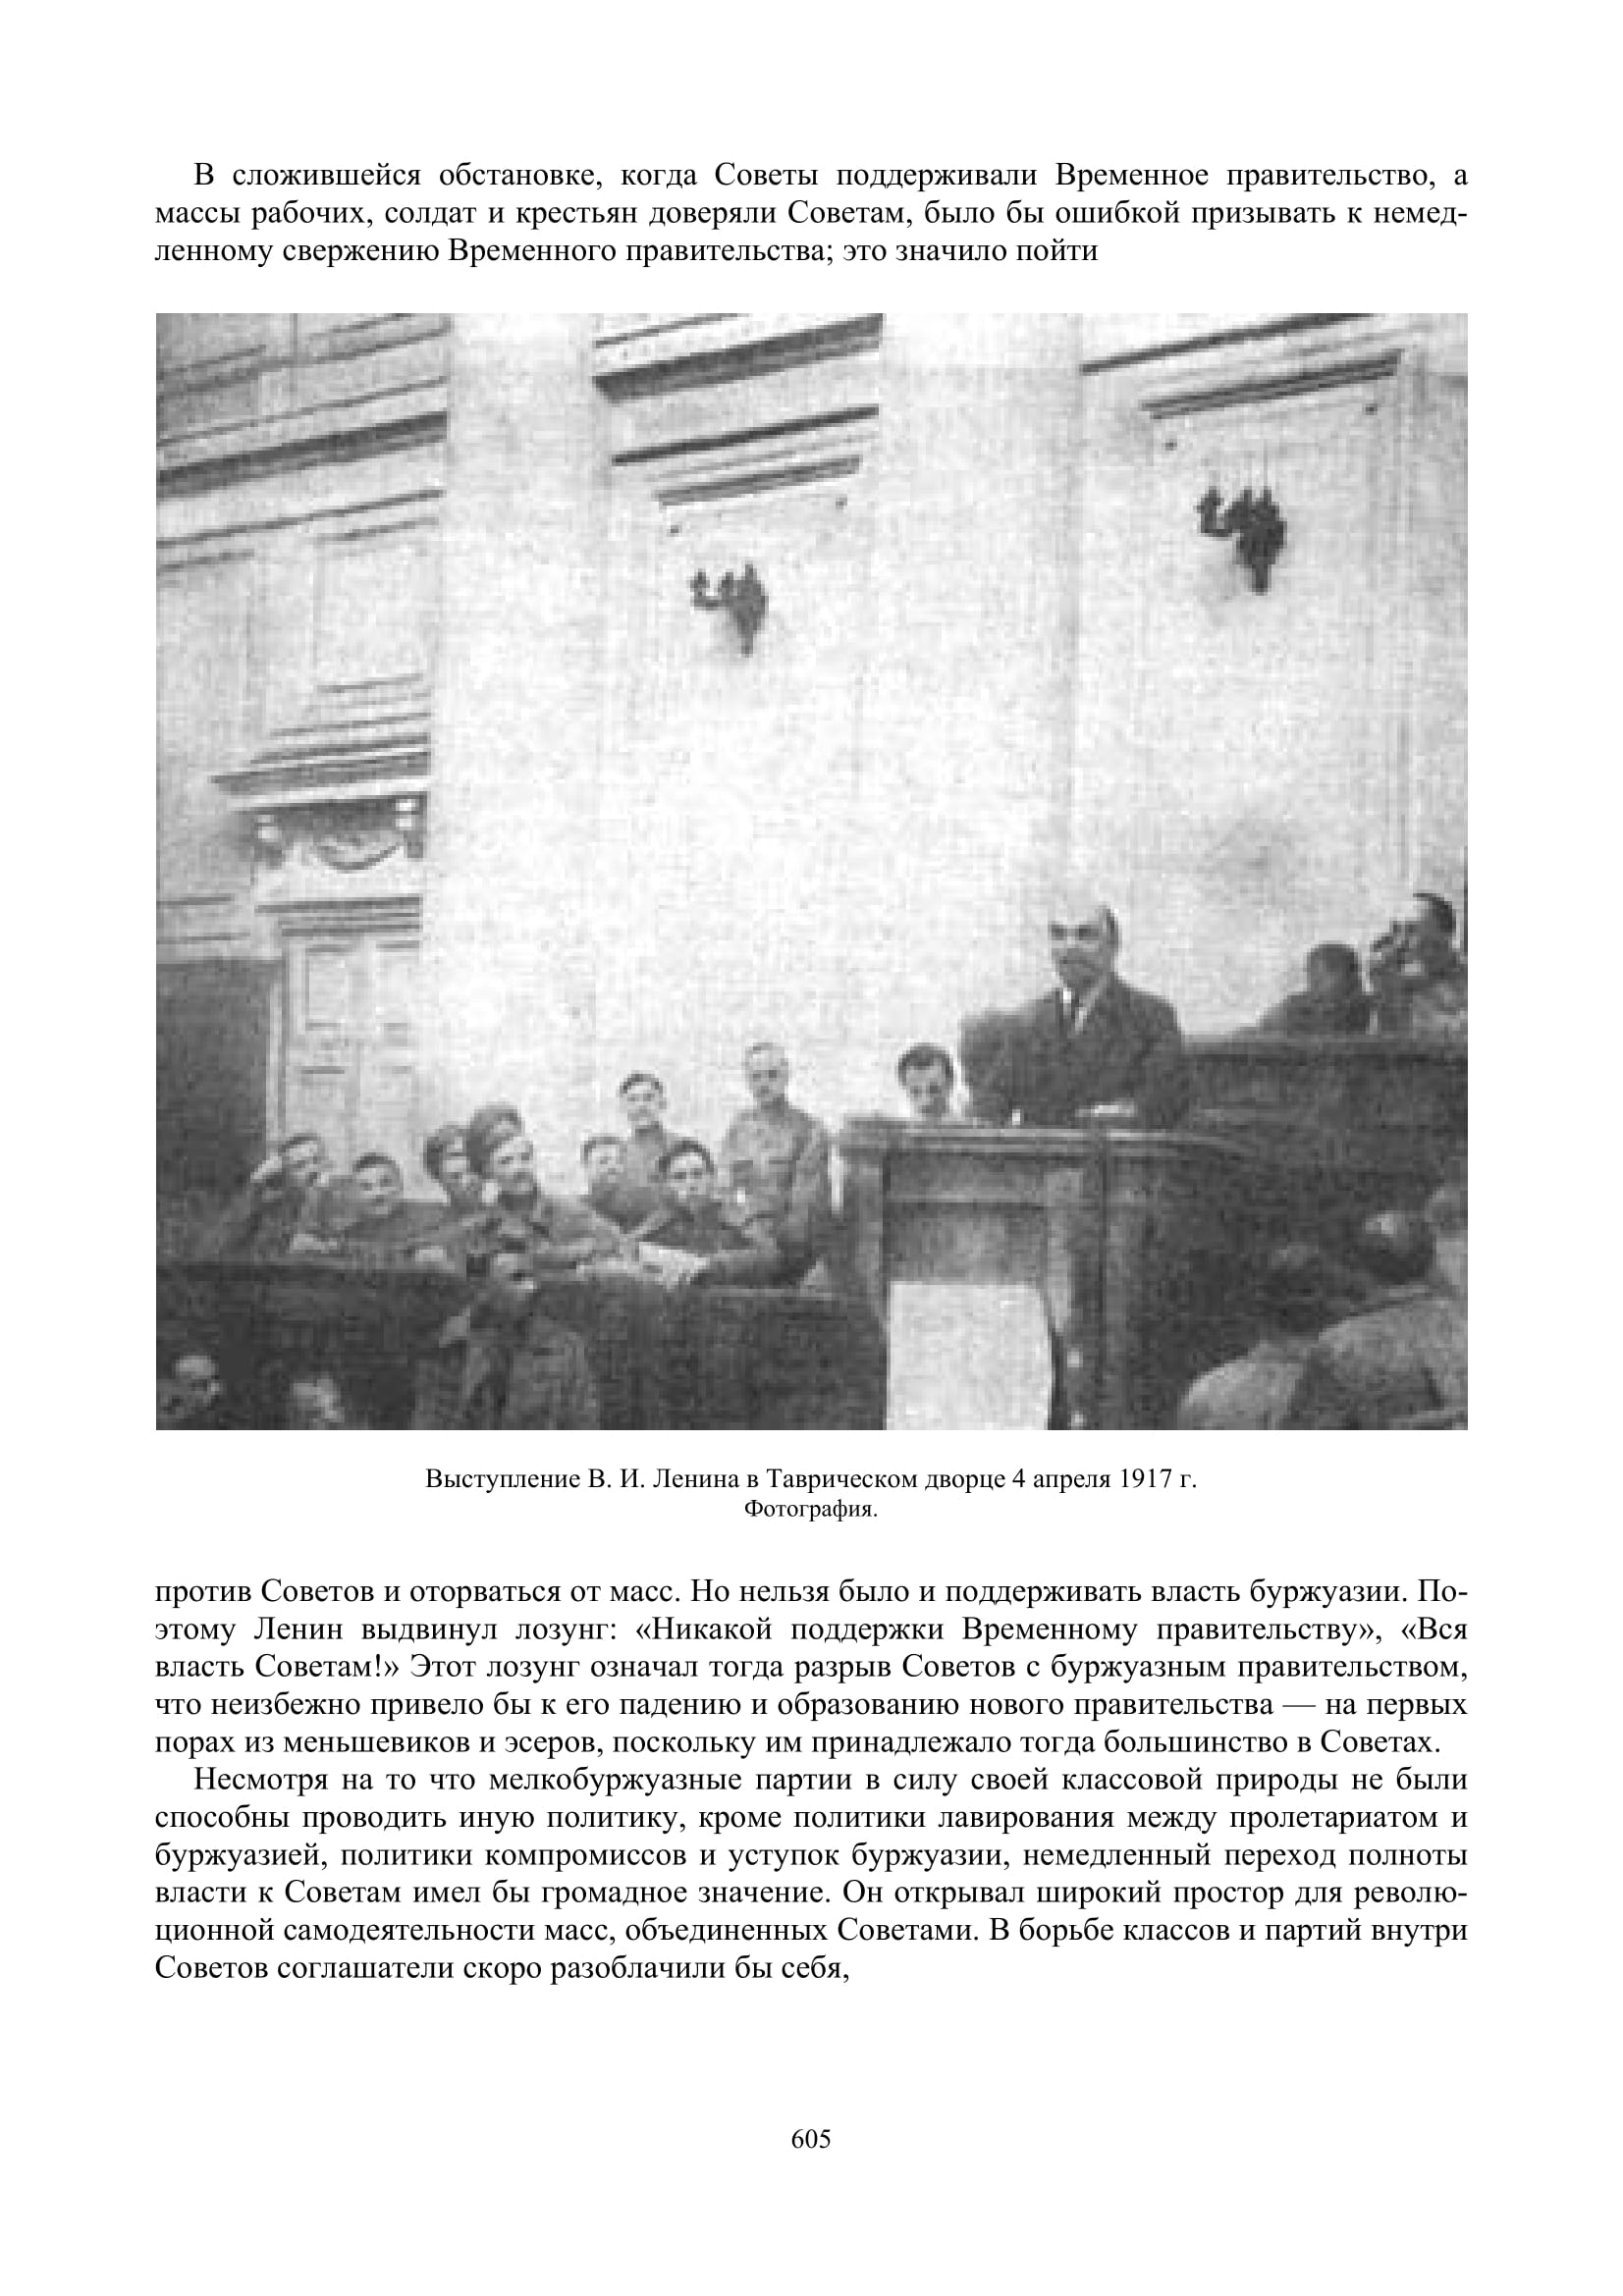 В сложившейся обстановке, когда Советы поддерживали Временное правительство, а
массы рабочих, солдат и крестьян доверяли Советам, было бы ошибкой призывать к немед-
ленному свержению Временного правительства; это значило пойти
Выступление В. И. Ленина в Таврическом дворце 4 апреля 1917 г.
Фотография.
против Советов и оторваться от масс. Но нельзя было и поддерживать власть буржуазии. По-
этому Ленин выдвинул лозунг: «Никакой поддержки Временному правительству», «Вся
власть Советам!» Этот лозунг означал тогда разрыв Советов с буржуазным правительством,
что неизбежно привело бы к его падению и образованию нового правительства — на первых
порах из меньшевиков и эсеров, поскольку им принадлежало тогда большинство в Советах.
Несмотря на то что мелкобуржуазные партии в силу своей классовой природы не были
способны проводить иную политику, кроме политики лавирования между пролетариатом и
буржуазией, политики компромиссов и уступок буржуазии, немедленный переход полноты
власти к Советам имел бы громадное значение. Он открывал широкий простор для револю-
ционной самодеятельности масс, объединенных Советами. В борьбе классов и партий внутри
Советов соглашатели скоро разоблачили бы себя,
605